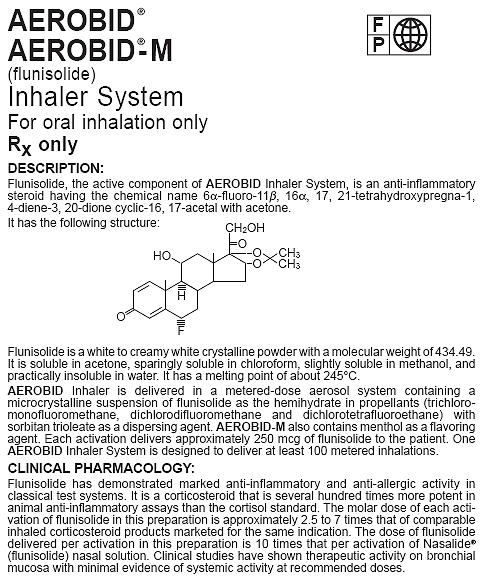 AEROBID®
AEROBID®-M
(flunisolide)
Inhaler System
For oral inhalation only
Rx only
F
P
DESCRIPTION:
Flunisolide, the active component of AEROBID Inhaler System, is an anti-inflammatory
steroid having the chemical name 6α-fluoro-11β, 16α, 17, 21-tetrahydroxypregna-1,
4-diene-3, 20-dione cyclic-16, 17-acetal with acetone.
It has the following structure:
CH₂OH
=O
HO
O
CH₃
O
CH₃
H
O
F
Flunisolide is a white to creamy white crystalline powder with a molecular weight of 434.49.
It is soluble in acetone, sparingly soluble in chloroform, slightly soluble in methanol, and
practically insoluble in water. It has a melting point of about 245°C.
AEROBID Inhaler is delivered in a metered-dose aerosol system containing a
microcrystalline suspension of flunisolide as the hemihydrate in propellants (trichloro-
monofluoromethane, dichlorodifluoromethane and dichlorotetrafluoroethane) with
sorbitan trioleate as a dispersing agent. AEROBID-M also contains menthol as a flavoring
agent. Each activation delivers approximately 250 mcg of flunisolide to the patient. One
AEROBID Inhaler System is designed to deliver at least 100 metered inhalations.
CLINICAL PHARMACOLOGY:
Flunisolide has demonstrated marked anti-inflammatory and anti-allergic activity in
classical test systems. It is a corticosteroid that is several hundred times more potent in
animal anti-inflammatory assays than the cortisol standard. The molar dose of each acti-
vation of flunisolide in this preparation is approximately 2.5 to 7 times that of comparable
inhaled corticosteroid products marketed for the same indication. The dose of flunisolide
delivered per activation in this preparation is 10 times that per activation of Nasalide®
(flunisolide) nasal solution. Clinical studies have shown therapeutic activity on bronchial
mucosa with minimal evidence of systemic activity at recommended doses.